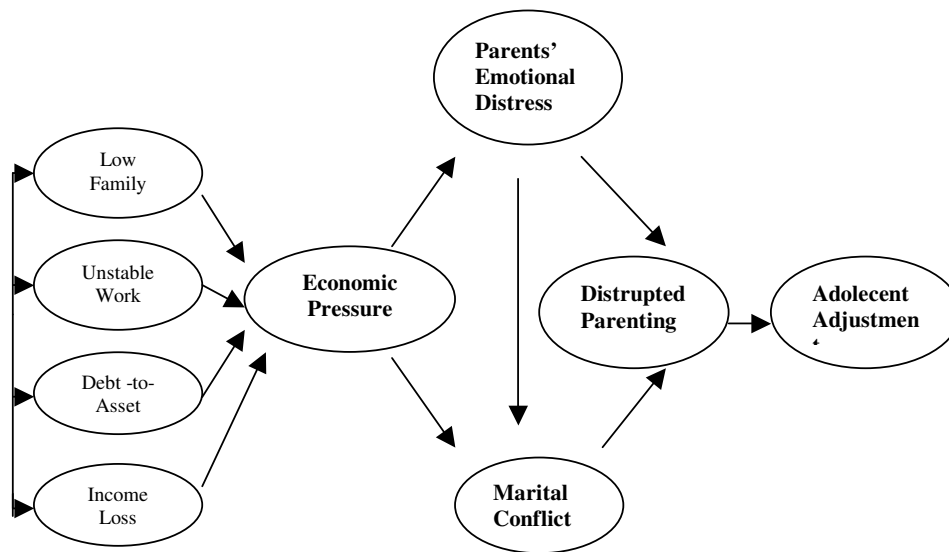 Parents’
Emotional
Distress
Low
Family
Unstable
Work
Economic
Pressure
Distrupted
Parenting
Adolecent
Adjustmen
Debt -to-
Asset
Income
Loss
Marital
Conflict